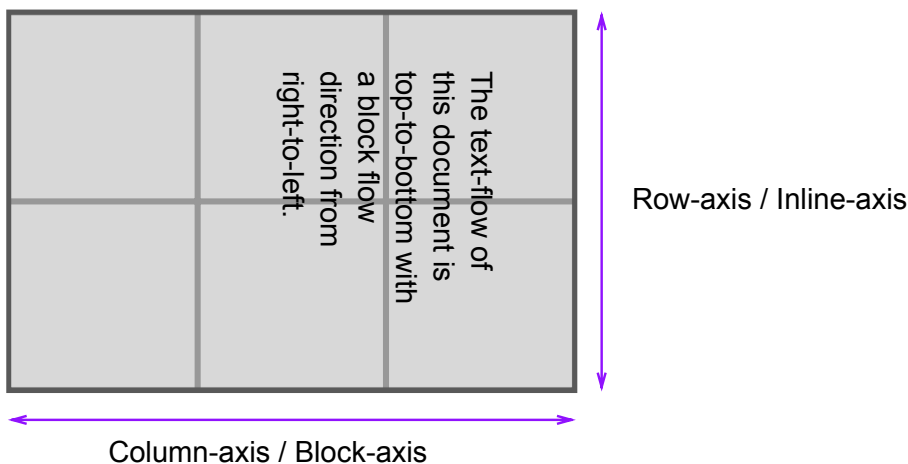 The text-flow of
this document is
top-to-bottom with
a block flow
direction from
right-to-left.
Row-axis / Inline-axis
Column-axis / Block-axis